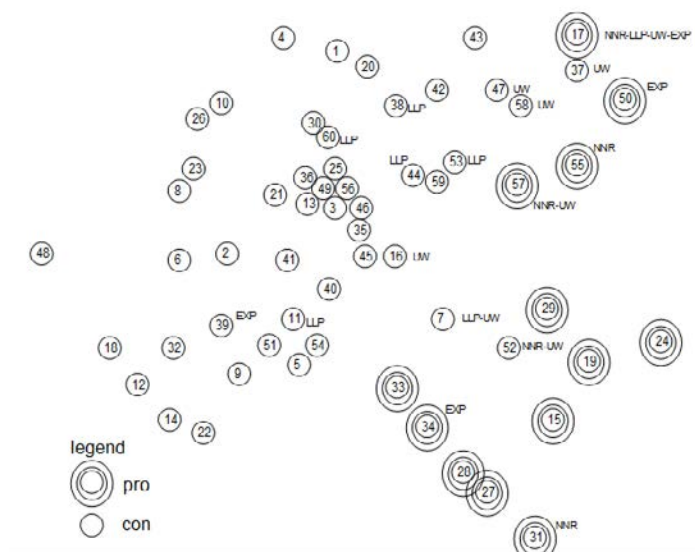 17 NNR-LLP-UW-EXP
4
43
1
20
37 UW
42
47 UW
50 EXP
10
38 LLP
58 UW
26
30
60 LLP
NNR
LLP
53 LLP
55
23
25
44
59
36
57
8
49
56
21
13
3
46
NNR-UW
35
48
6
2
41
45
16 UW
40
29
EXP
39
11 LLP
7 LLP-UW
24
18
32
51
54
52 NNR-UW
19
5
9
12
33
14
34 EXP
15
22
legend
28
pro
27
con
31 NNR